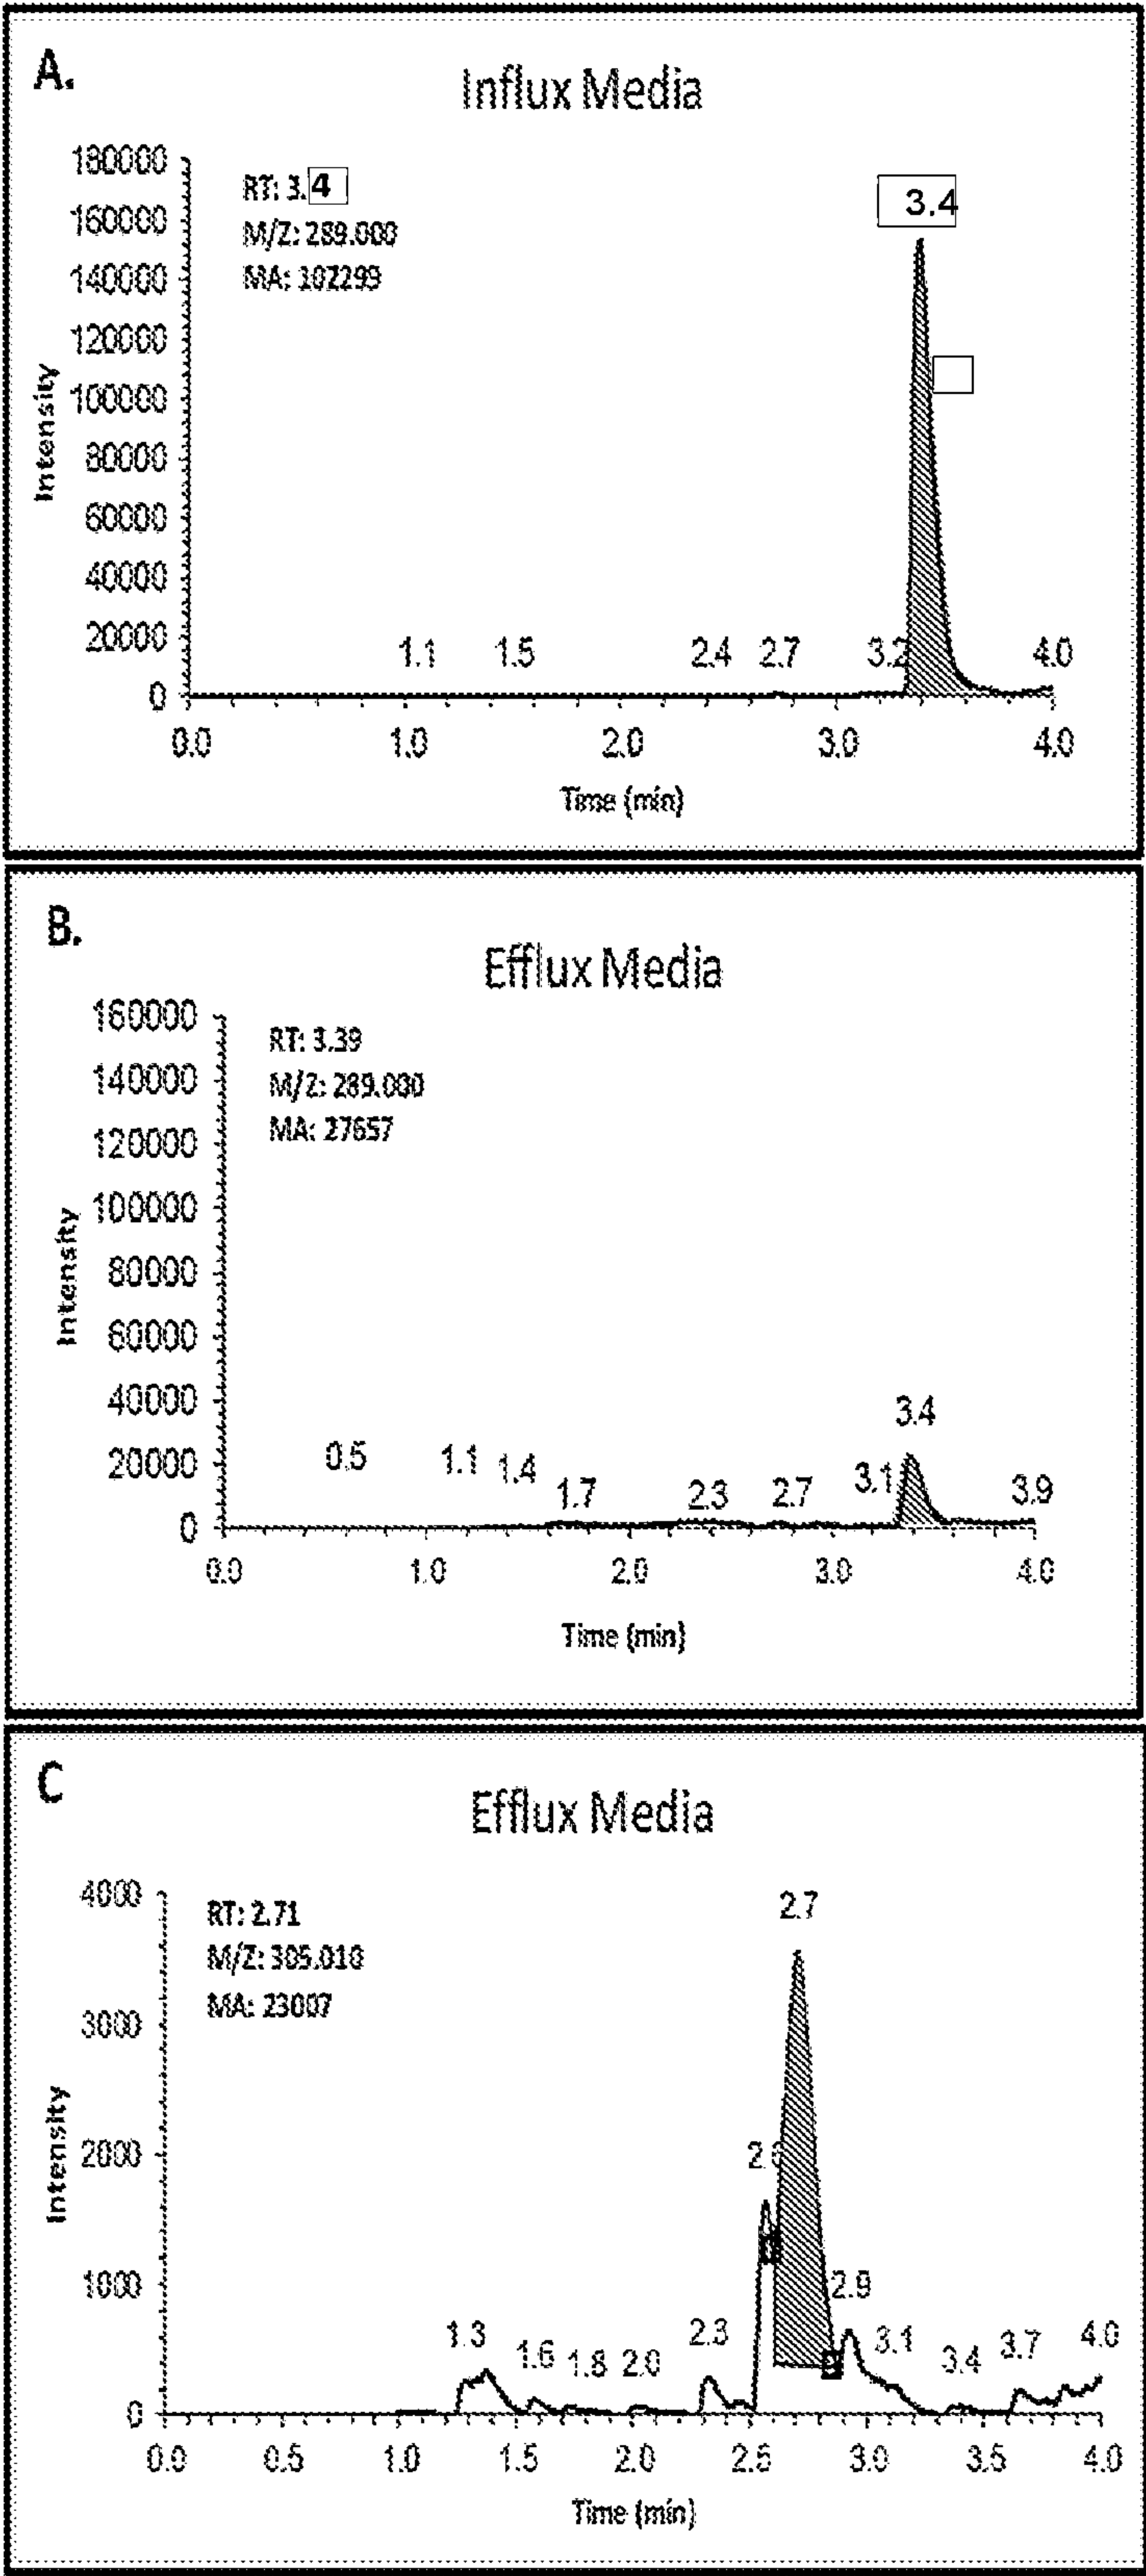 A.
Influx Media
180000
160000
140000
120000
100000
80000
60000
40000
20000
0
Intensity
RT: 3.4
M/Z: 289.000
MA: 102299
3.4
1.1 1.5 2.4 2.7 3.2 4.0
0.0 1.0 2.0 3.0 4.0
Time (min)
B.
Efflux Media
160000
140000
120000
100000
80000
60000
40000
20000
0
Intensity
RT: 3.39
M/Z: 289.000
MA: 27657
3.4
0.5 1.1 1.4 1.7 2.3 2.7 3.1 3.9
0.0 1.0 2.0 3.0 4.0
Time (min)
C
Efflux Media
4000
3000
2000
1000
0
Intensity
RT: 2.71
M/Z: 305.010
MA: 23007
2.7
2.6
2.9
1.3 1.6 1.8 2.0 2.3 3.1 3.4 3.7 4.0
0.0 0.5 1.0 1.5 2.0 2.5 3.0 3.5 4.0
Time (min)